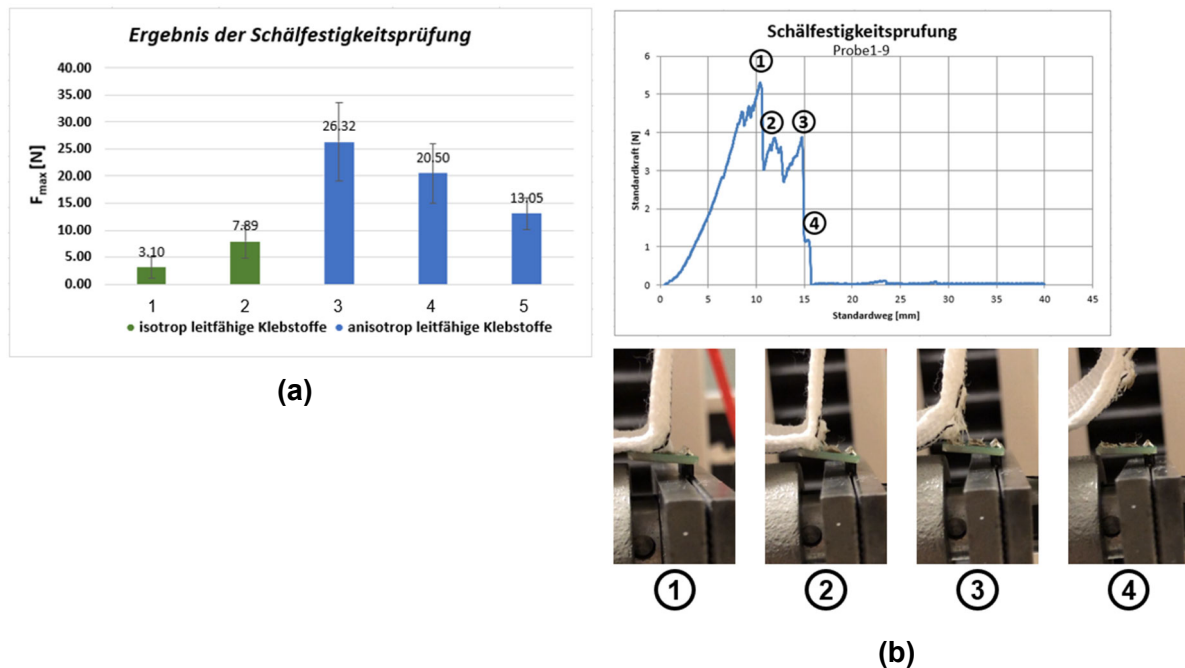 Ergebnis der Schälfestigkeitsprüfung
40.00
35.00
30.00
25.00
20.00
15.00
10.00
5.00
0.00
F_max [N]
3.10
7.89
26.32
20.50
13.05
1 2 3 4 5
isotrop leitfähige Klebstoffe anisotrop leitfähige Klebstoffe
(a)
Schälfestigkeitsprufung
Probe1-9
6
5
4
3
2
1
0
Standardkraft [N]
① ② ③ ④
0 5 10 15 20 25 30 35 40 45
Standardweg [mm]
① ② ③ ④
(b)